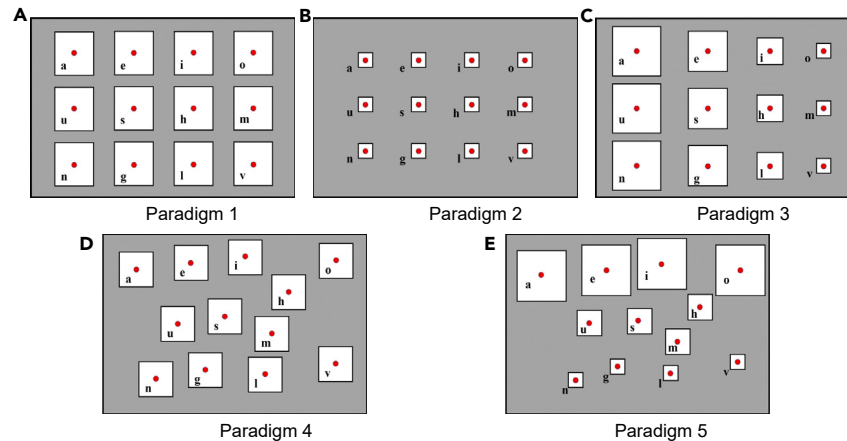 A
a e i o
u s h m
n g l v
Paradigm 1
B
a e i o
u s h m
n g l v
Paradigm 2
C
a e i o
u s h m
n g l v
Paradigm 3
D
a e i o
h
u s m
n g l v
Paradigm 4
E
a e i o
h
u s m
n g l v
Paradigm 5